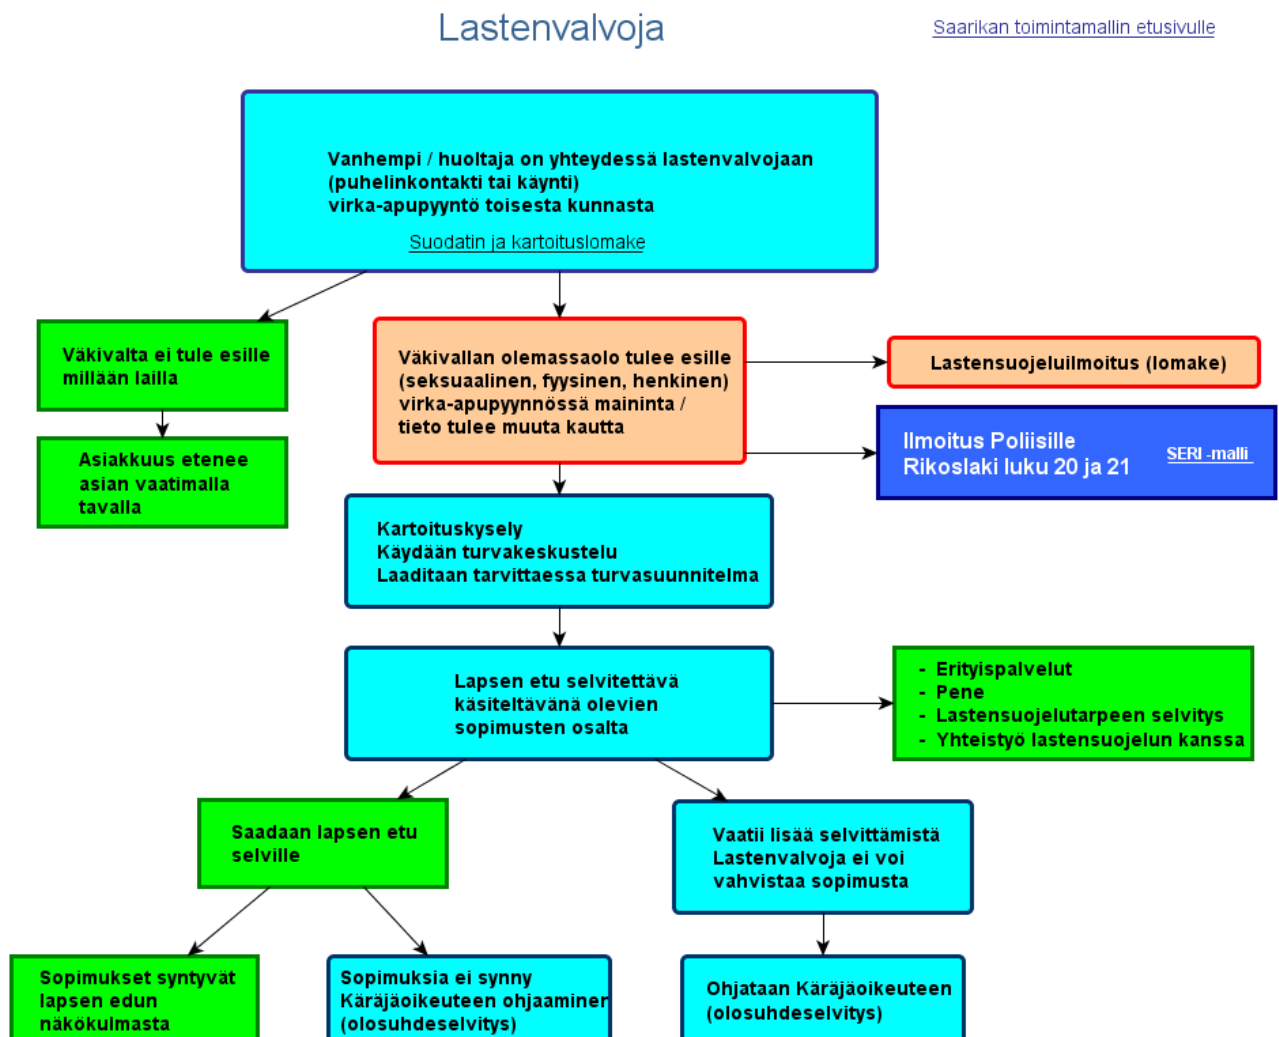 Lastenvalvoja
Saarikan toimintamallin etusivulle
Vanhempi / huoltaja on yhteydessä lastenvalvojaan
(puhelinkontakti tai käynti)
virka-apupyyntö toisesta kunnasta
Suodatin ja kartoituslomake
Väkivalta ei tule esille
millään lailla
Väkivallan olemassaolo tulee esille
(seksuaalinen, fyysinen, henkinen)
virka-apupyynnössä maininta /
tieto tulee muuta kautta
Lastensuojeluilmoitus (lomake)
Ilmoitus Poliisille
Rikoslaki luku 20 ja 21
SERI -malli
Asiakkuus etenee
asian vaatimalla
tavalla
Kartoituskysely
Käydään turvakeskustelu
Laaditaan tarvittaessa turvasuunnitelma
Lapsen etu selvitettävä
käsiteltävänä olevien
sopimusten osalta
- Erityispalvelut
- Pene
- Lastensuojelutarpeen selvitys
- Yhteistyö lastensuojelun kanssa
Saadaan lapsen etu
selville
Vaatii lisää selvittämistä
Lastenvalvoja ei voi
vahvistaa sopimusta
Sopimukset syntyvät
lapsen edun
näkökulmasta
Sopimuksia ei synny
Käräjäoikeuteen ohjaaminen
(olosuhdeselvitys)
Ohjataan Käräjäoikeuteen
(olosuhdeselvitys)